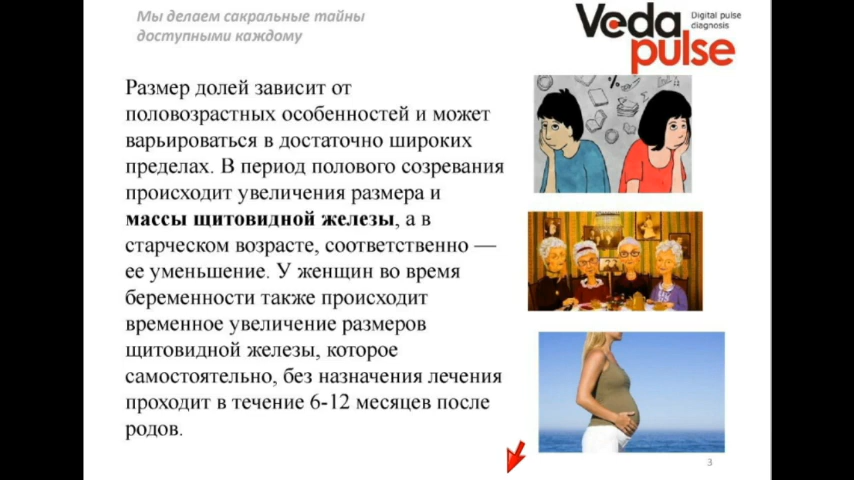 Мы делаем сакральные тайны
доступными каждому
Veda
pulse
Digital pulse
diagnosis
Размер долей зависит от
половозрастных особенностей и может
варьироваться в достаточно широких
пределах. В период полового созревания
происходит увеличения размера и
массы щитовидной железы, а в
старческом возрасте, соответственно —
ее уменьшение. У женщин во время
беременности также происходит
временное увеличение размеров
щитовидной железы, которое
самостоятельно, без назначения лечения
проходит в течение 6-12 месяцев после
родов.
3